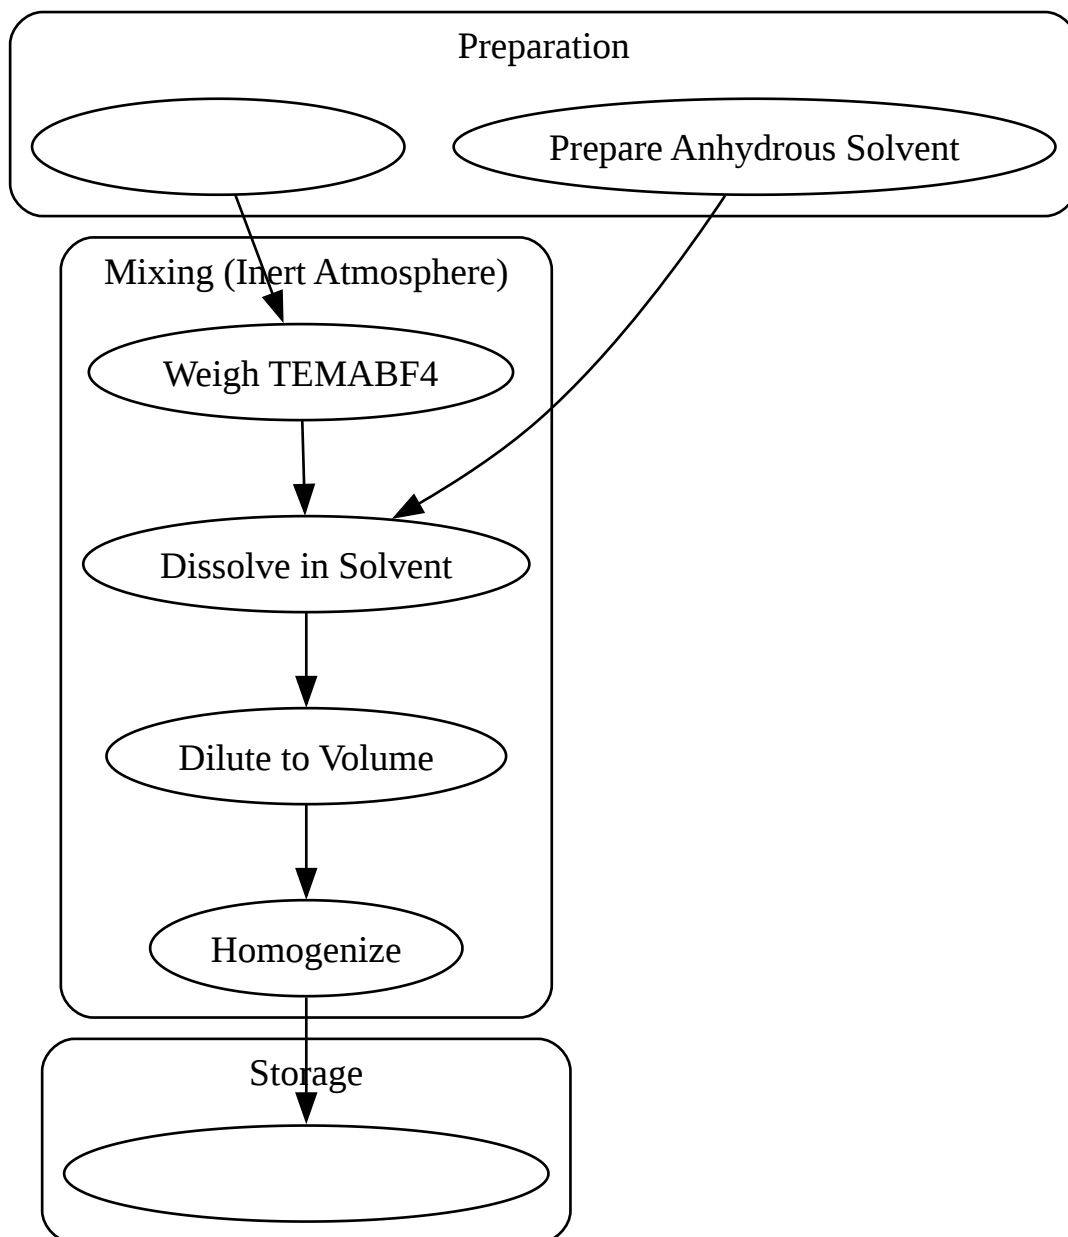 Preparation
Prepare Anhydrous Solvent
Mixing (Inert Atmosphere)
Weigh TEMABF4
Dissolve in Solvent
Dilute to Volume
Homogenize
Storage